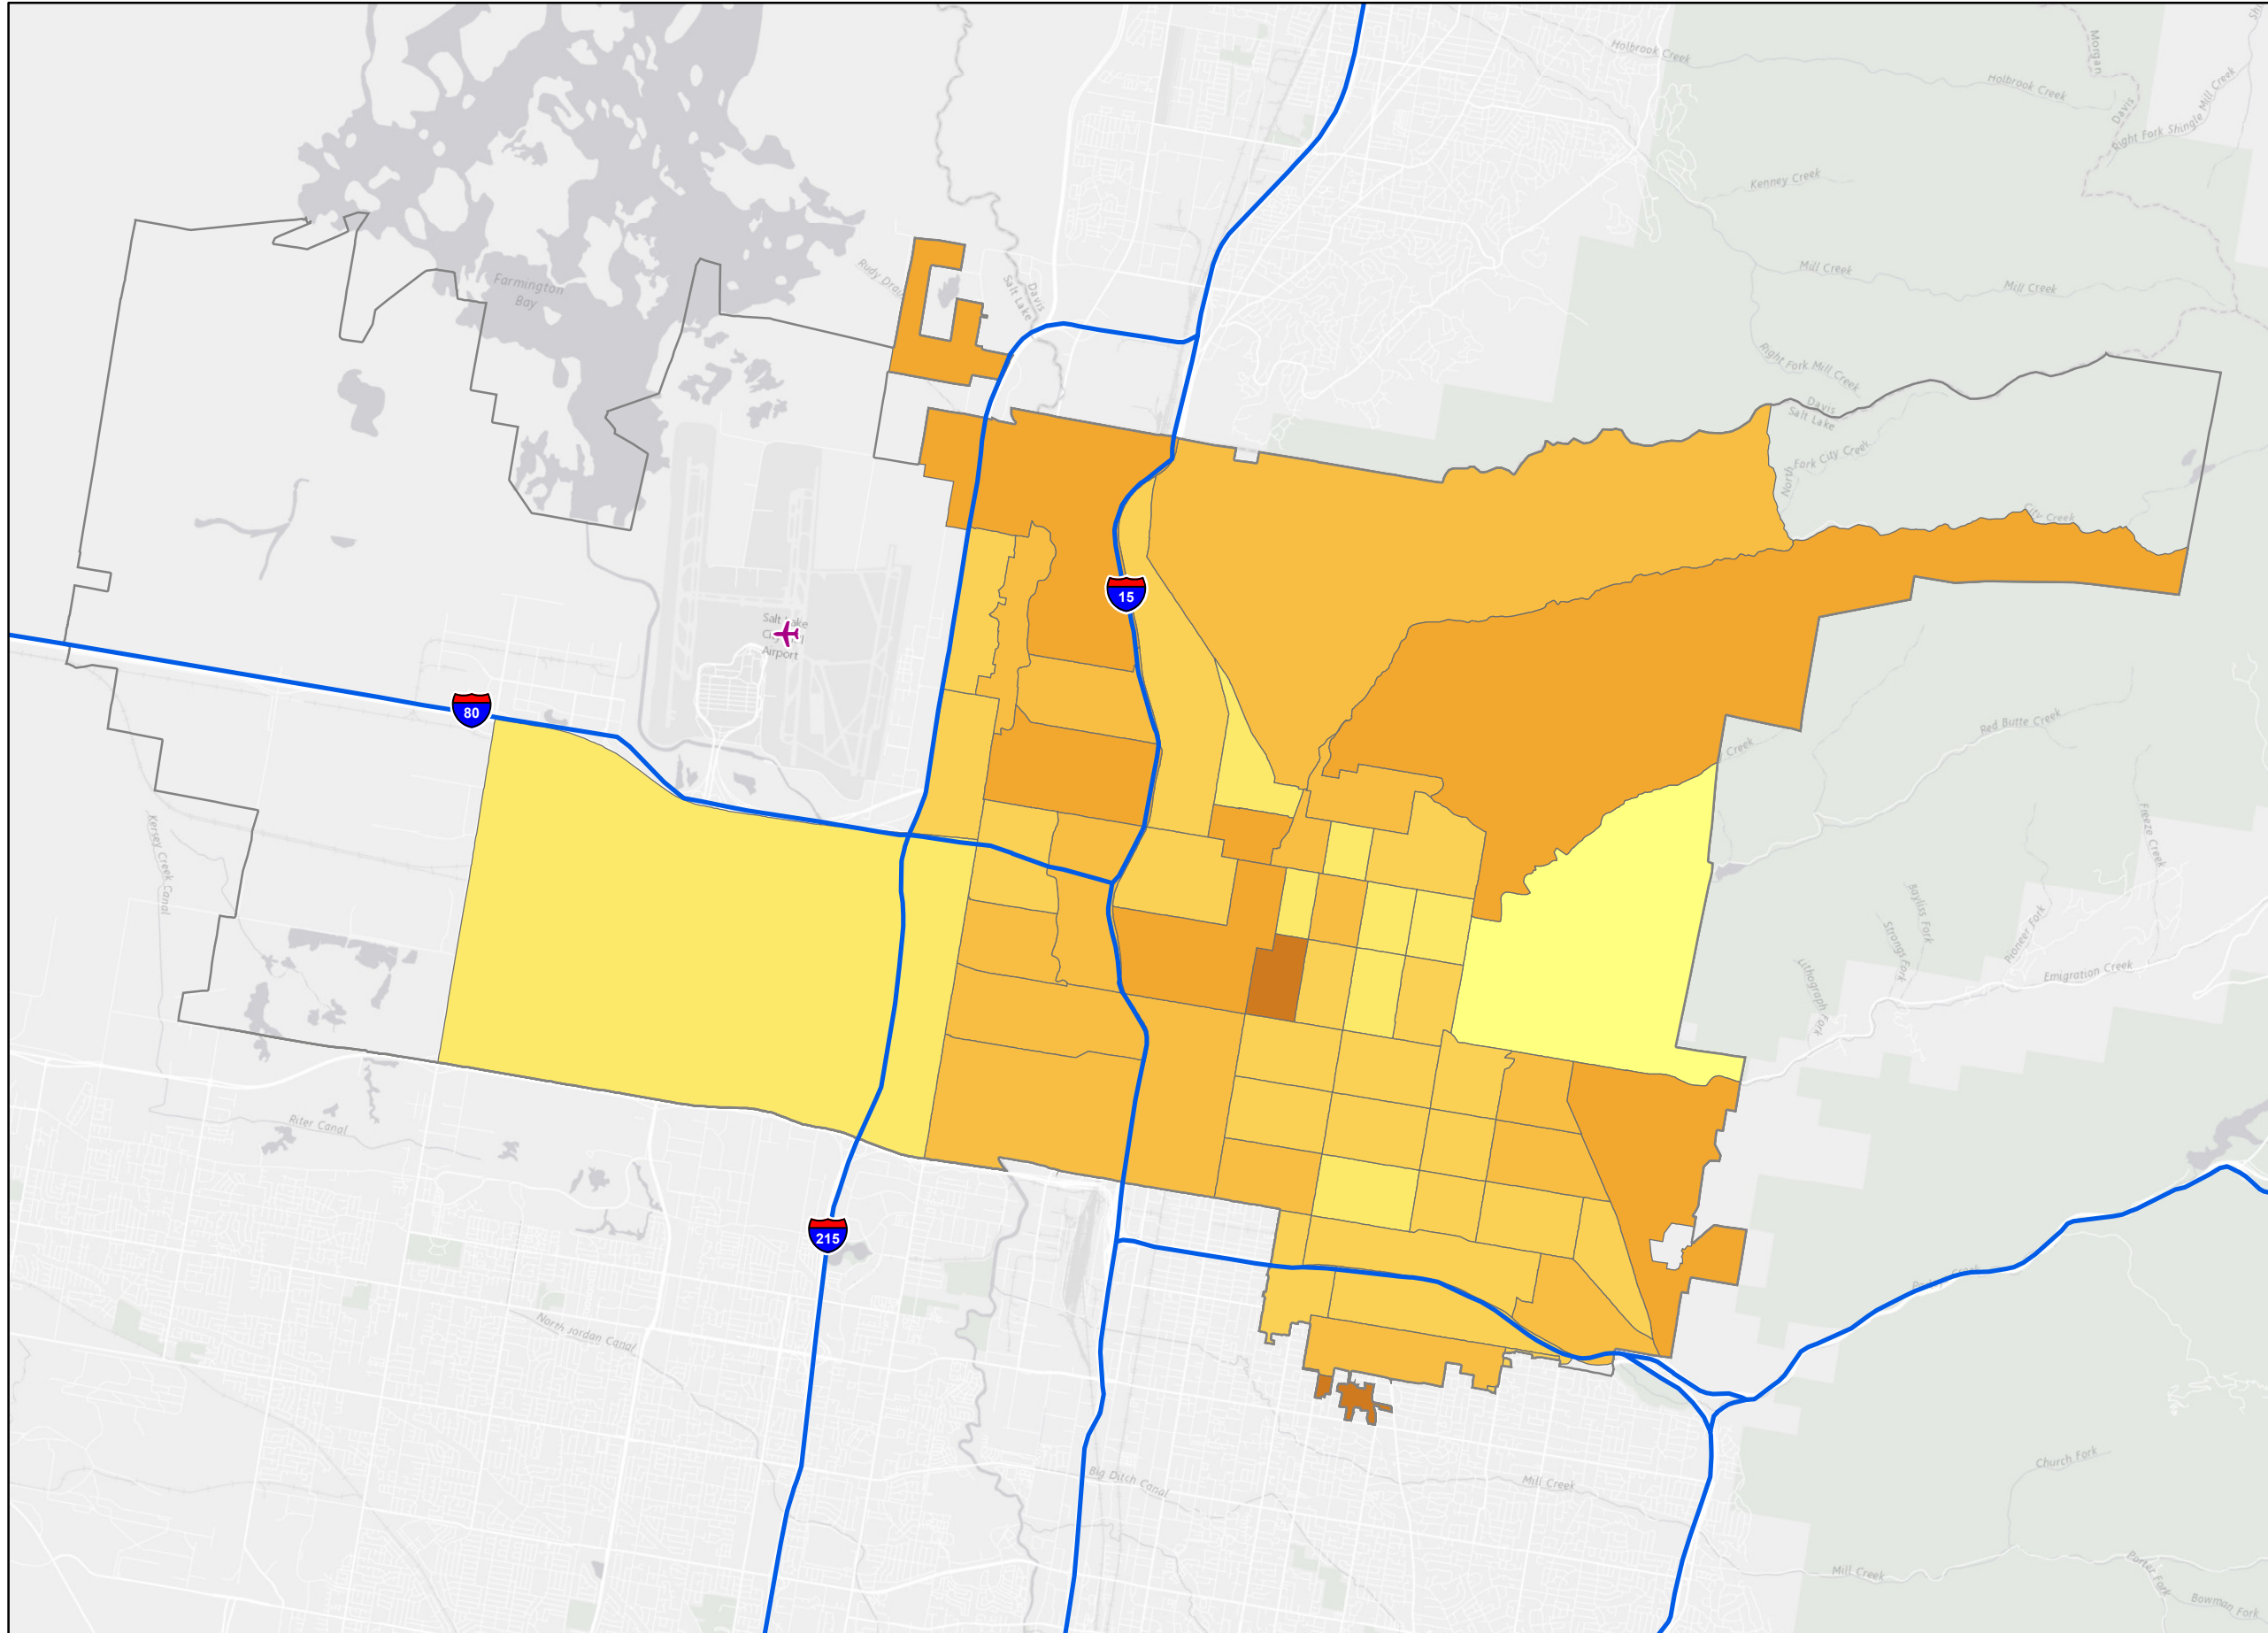 Holbrook Creek
Holbrook Creek
Morgan
Davis
Right Fork Shingle Mill Creek
Kenney Creek
Mill Creek
Mill Creek
Right Fork Mill Creek
Davis
Salt Lake
North
Fork City Creek
City Creek
Farmington
Bay
Davis
Salt Lake
15
Salt Lake
Airport
80
Creek
Red Butte Creek
Freeze Creek
Kersey Creek Canal
Bayliss Fork
Strongs Fork
Pioneer Fork
Lithograph Fork
Emigration Creek
Riter Canal
215
North Jordan Canal
Big Ditch Canal
Mill Creek
Church Fork
Mill Creek
Porter Fork
Bowman Fork